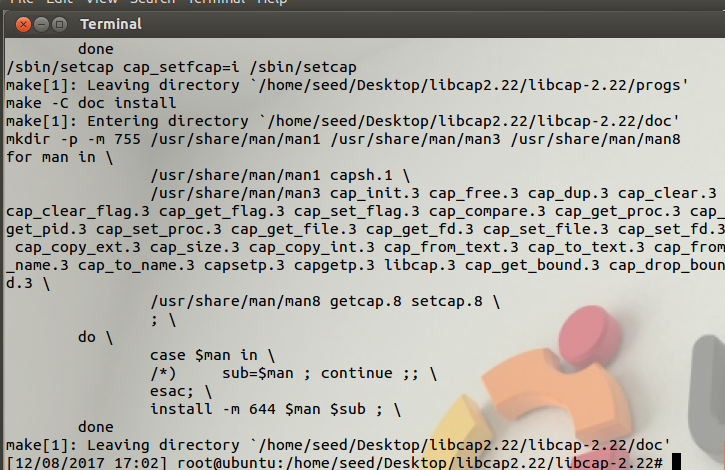 File Edit View Search Terminal Help
Terminal
        done
/sbin/setcap cap_setfcap=i /sbin/setcap
make[1]: Leaving directory `/home/seed/Desktop/libcap2.22/libcap-2.22/progs'
make -C doc install
make[1]: Entering directory `/home/seed/Desktop/libcap2.22/libcap-2.22/doc'
mkdir -p -m 755 /usr/share/man/man1 /usr/share/man/man3 /usr/share/man/man8
for man in \
                /usr/share/man/man1 capsh.1 \
                /usr/share/man/man3 cap_init.3 cap_free.3 cap_dup.3 cap_clear.3
cap_clear_flag.3 cap_get_flag.3 cap_set_flag.3 cap_compare.3 cap_get_proc.3 cap_
get_pid.3 cap_set_proc.3 cap_get_file.3 cap_get_fd.3 cap_set_file.3 cap_set_fd.3
 cap_copy_ext.3 cap_size.3 cap_copy_int.3 cap_from_text.3 cap_to_text.3 cap_from
_name.3 cap_to_name.3 capsetp.3 capgetp.3 libcap.3 cap_get_bound.3 cap_drop_boun
d.3 \
                /usr/share/man/man8 getcap.8 setcap.8 \
                ; \
        do \
                case $man in \
                /*)     sub=$man ; continue ;; \
                esac; \
                install -m 644 $man $sub ; \
        done
make[1]: Leaving directory `/home/seed/Desktop/libcap2.22/libcap-2.22/doc'
[12/08/2017 17:02] root@ubuntu:/home/seed/Desktop/libcap2.22/libcap-2.22#